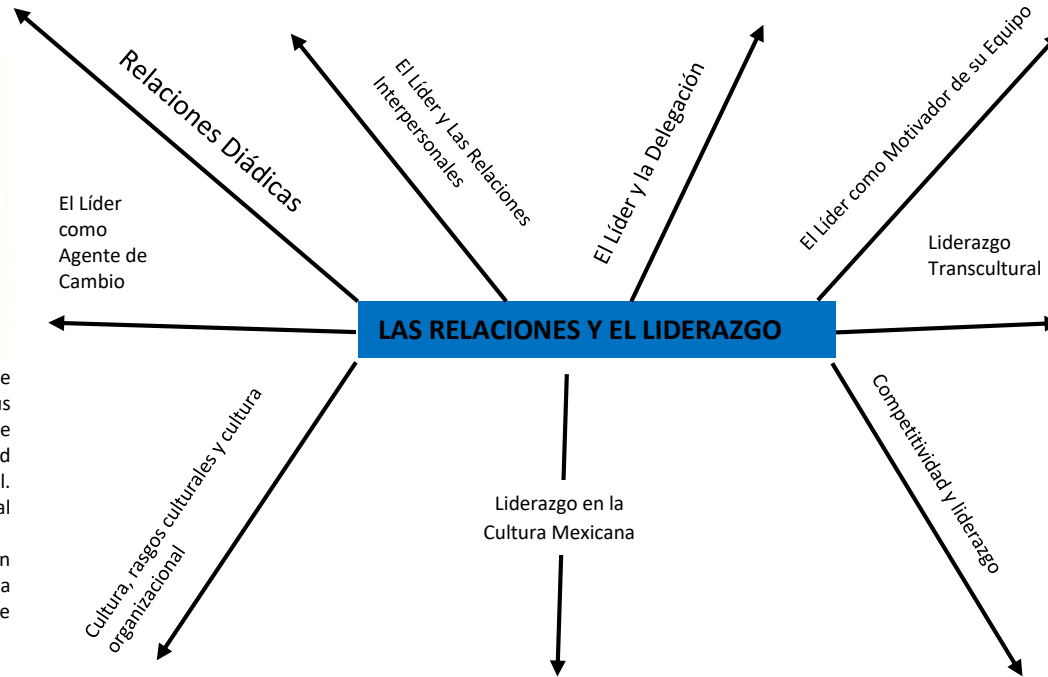 Relaciones Diádicas
El Líder y Las Relaciones
Interpersonales
El Líder y la Delegación
El Líder como Motivador de su Equipo
El Líder
como
Agente de
Cambio
Liderazgo
Transcultural
LAS RELACIONES Y EL LIDERAZGO
e
us
e
d
l.
al
n
a
e
Cultura, rasgos culturales y cultura
organizacional
Liderazgo en la
Cultura Mexicana
Competitividad y liderazgo